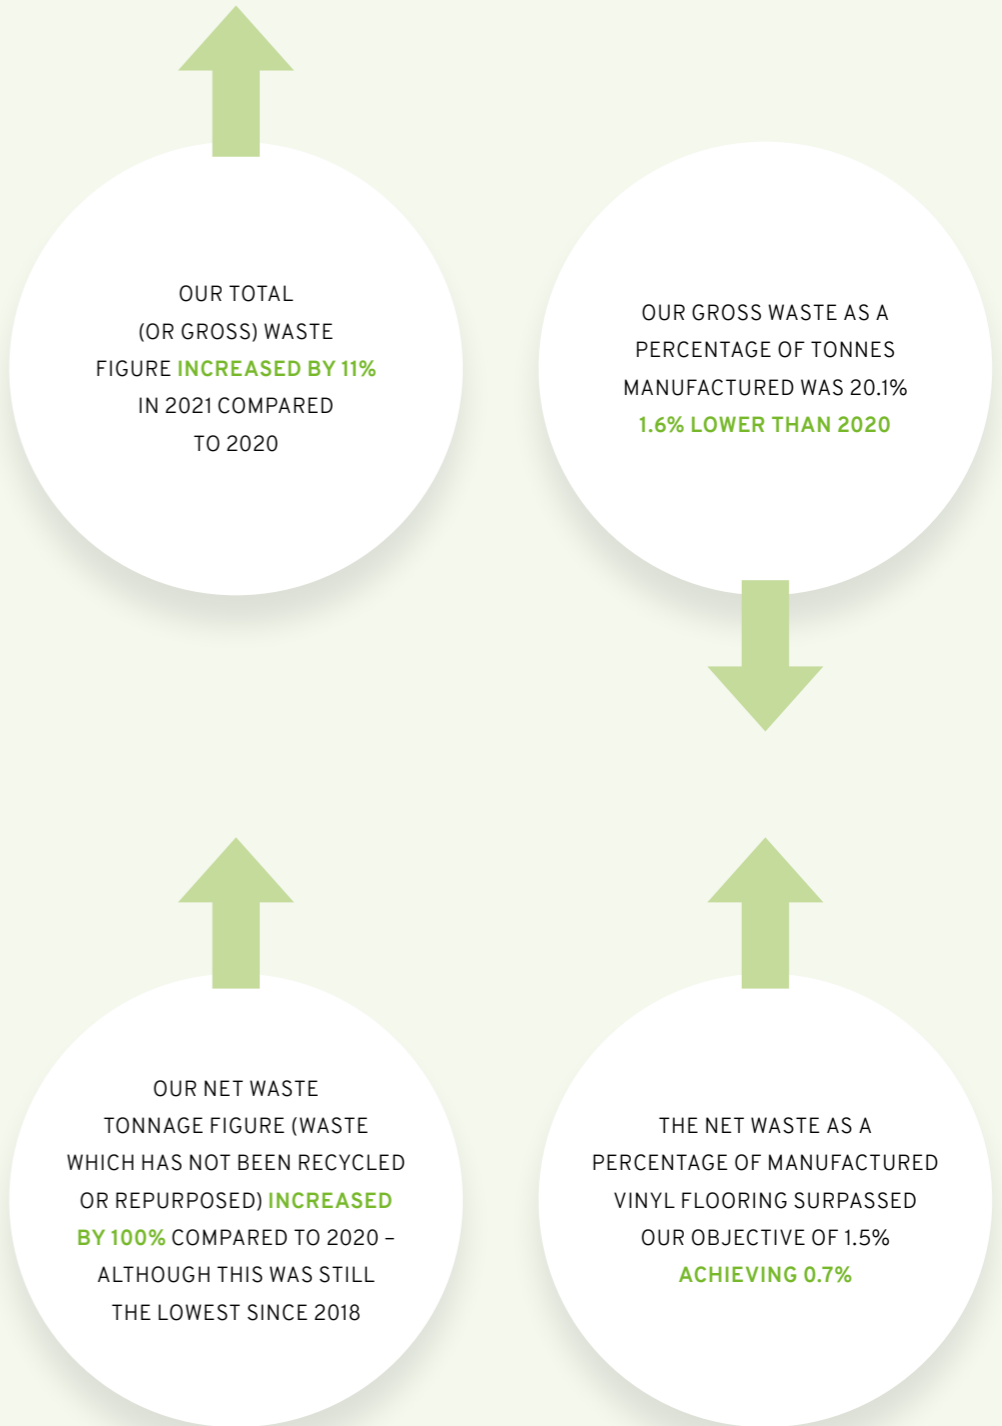 OUR TOTAL
(OR GROSS) WASTE
FIGURE INCREASED BY 11%
IN 2021 COMPARED
TO 2020
OUR GROSS WASTE AS A
PERCENTAGE OF TONNES
MANUFACTURED WAS 20.1%
1.6% LOWER THAN 2020
OUR NET WASTE
TONNAGE FIGURE (WASTE
WHICH HAS NOT BEEN RECYCLED
OR REPURPOSED) INCREASED
BY 100% COMPARED TO 2020 –
ALTHOUGH THIS WAS STILL
THE LOWEST SINCE 2018
THE NET WASTE AS A
PERCENTAGE OF MANUFACTURED
VINYL FLOORING SURPASSED
OUR OBJECTIVE OF 1.5%
ACHIEVING 0.7%